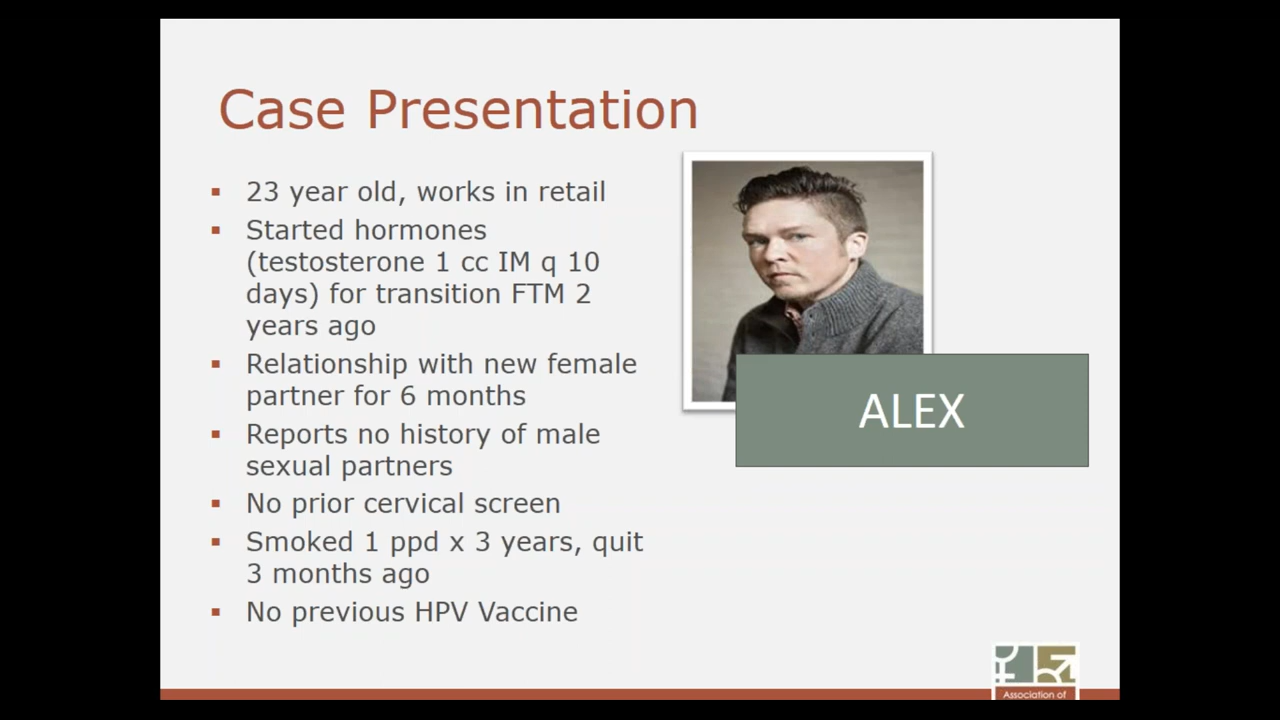 Case Presentation
▪ 23 year old, works in retail
▪ Started hormones
(testosterone 1 cc IM q 10
days) for transition FTM 2
years ago
▪ Relationship with new female
partner for 6 months
▪ Reports no history of male
sexual partners
▪ No prior cervical screen
▪ Smoked 1 ppd x 3 years, quit
3 months ago
▪ No previous HPV Vaccine
ALEX
Association of